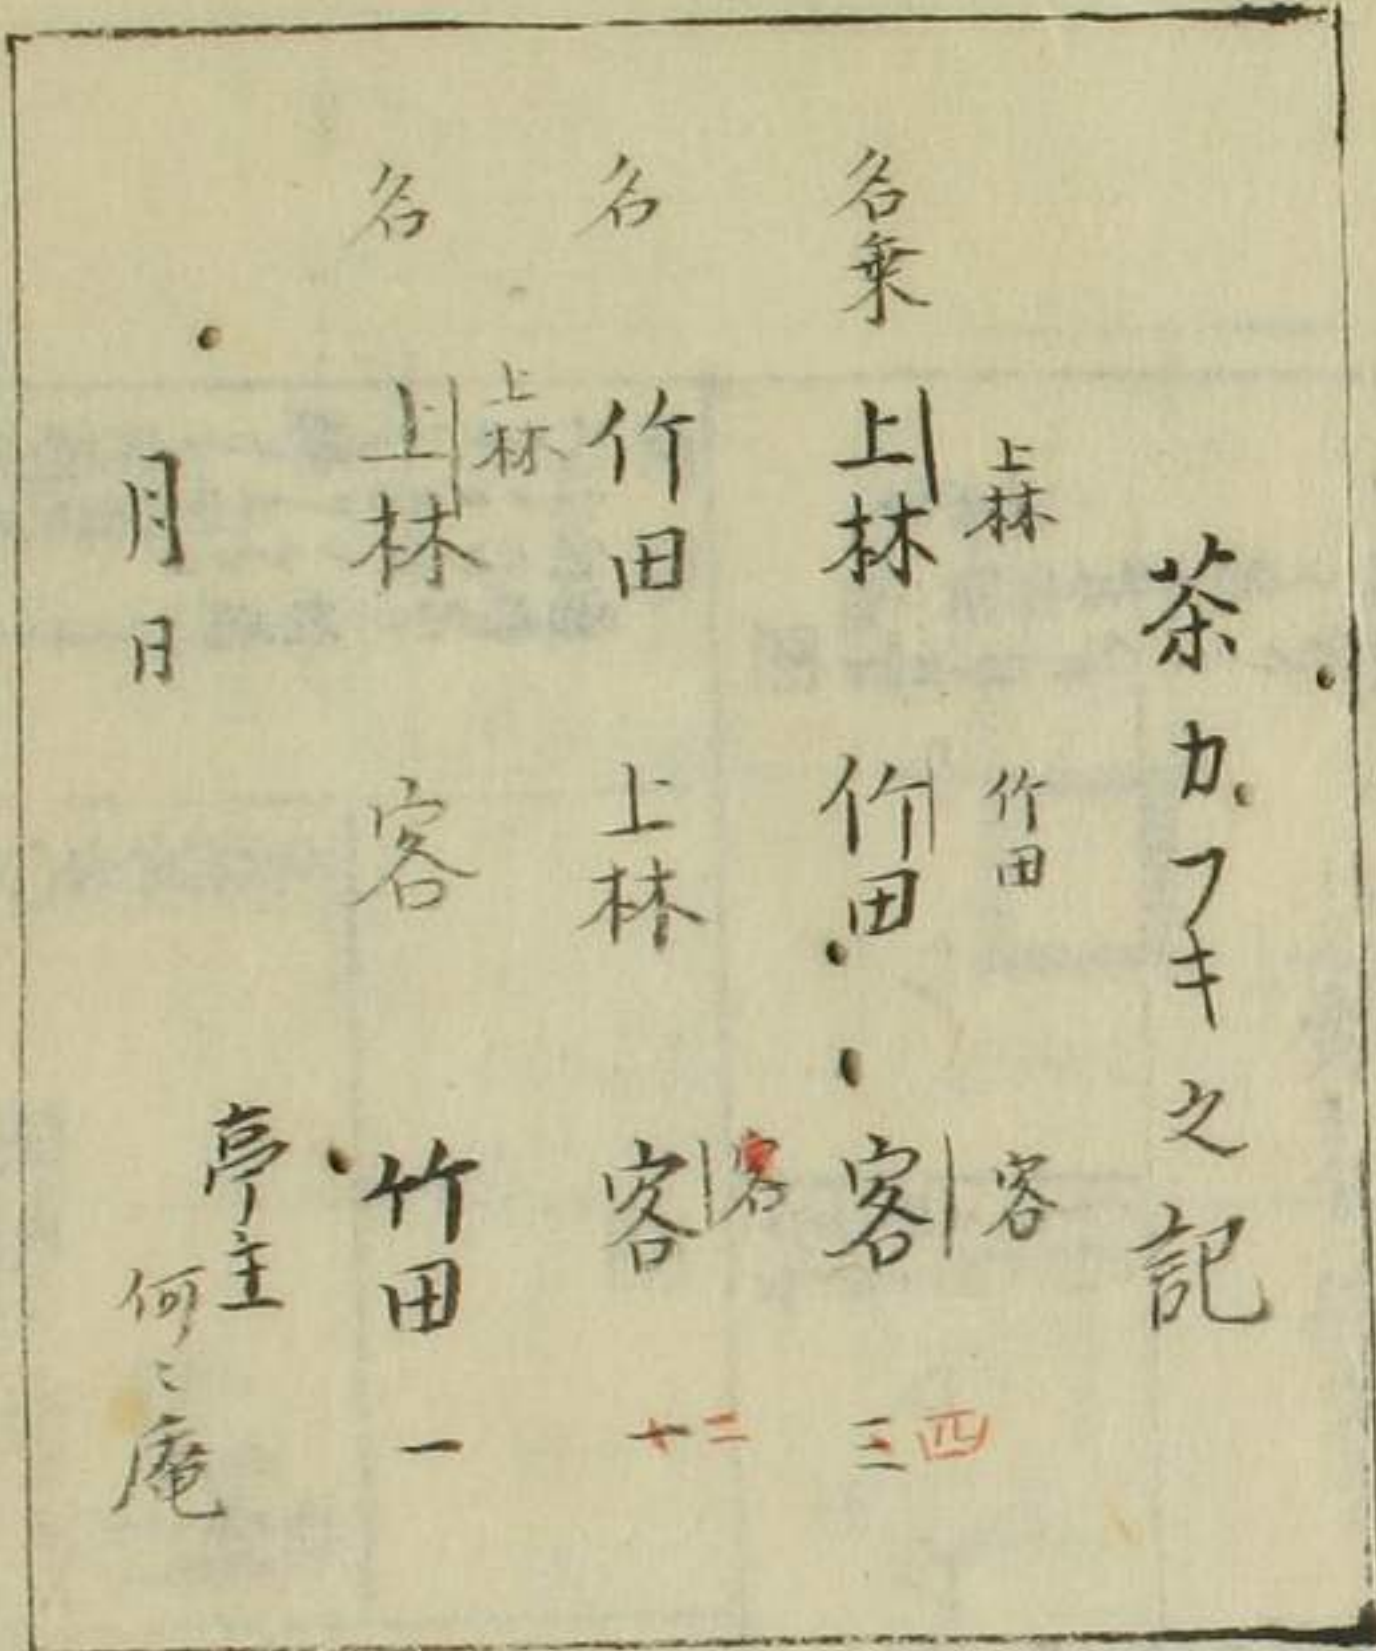 茶カフキ之記
上林 竹田 客
名乗 上林 竹田 客 三 四
客
名 竹田 上林 客 一 二
上林
名 上林 客 竹田 一
月日
亭主
何〻庵